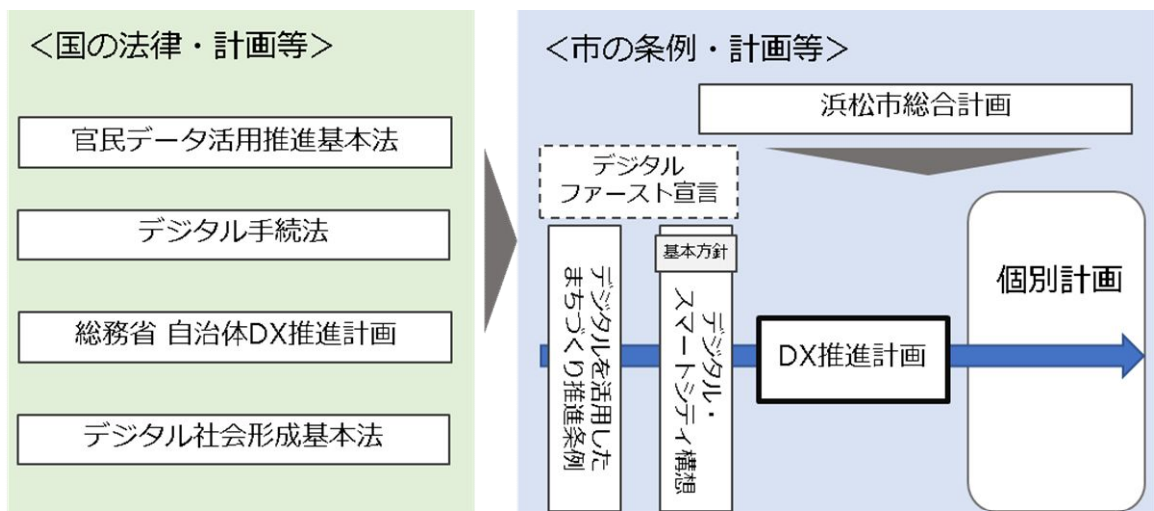 ＜国の法律・計画等＞
官民データ活用推進基本法
デジタル手続法
総務省 自治体DX推進計画
デジタル社会形成基本法
＜市の条例・計画等＞
浜松市総合計画
デジタル
ファースト宣言
デジタルを活用した
まちづくり推進条例
基本方針
デジタル・
スマートシティ構想
DX推進計画
個別計画